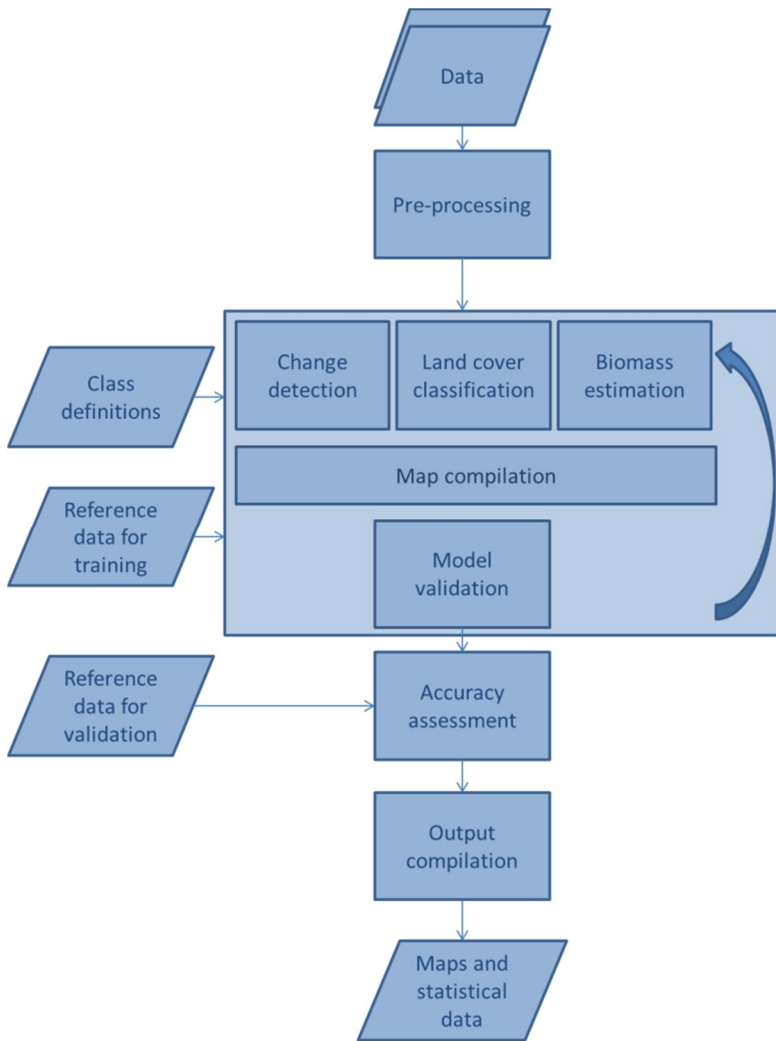 Data
Pre-processing
Change
detection
Land cover
classification
Biomass
estimation
Class
definitions
Map compilation
Reference
data for
training
Model
validation
Reference
data for
validation
Accuracy
assessment
Output
compilation
Maps and
statistical
data